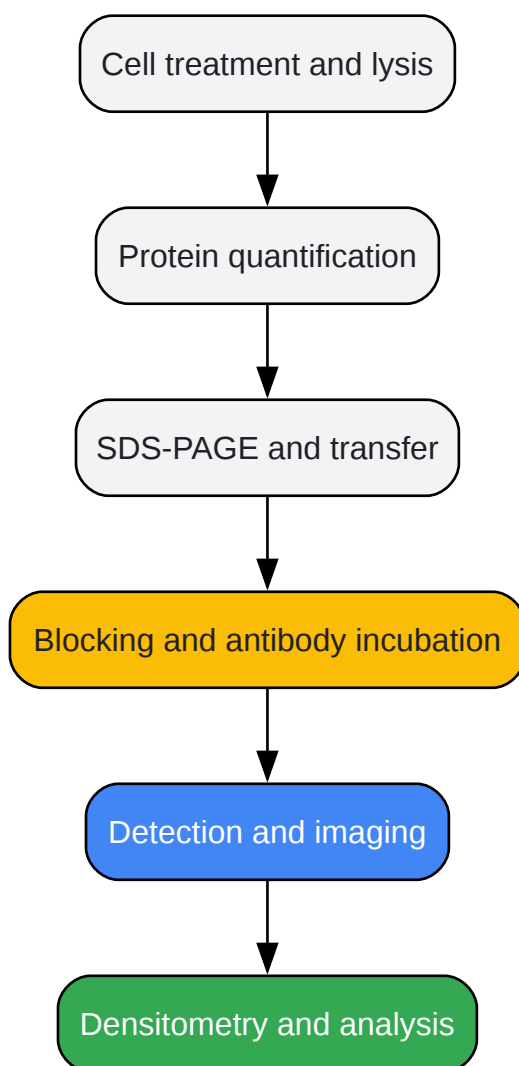 Cell treatment and lysis
Protein quantification
SDS-PAGE and transfer
Blocking and antibody incubation
Detection and imaging
Densitometry and analysis